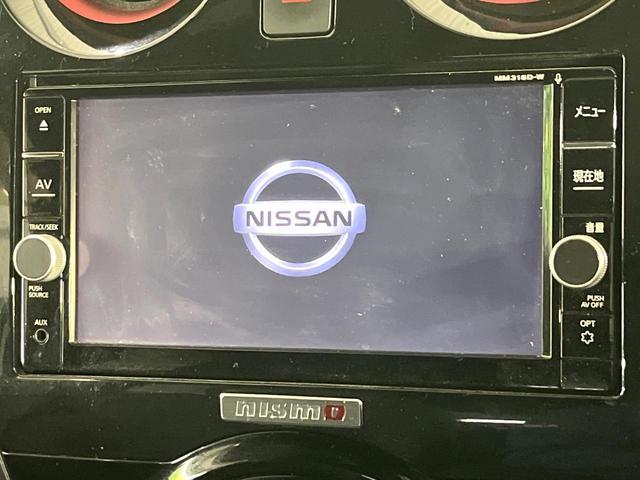 MM316D-W
OPEN
AV
TRACK/SEEK
PUSH
SOURCE
AUX
NISSAN
メニュー
現在地
音量
PUSH
AV OFF
OPT
nismo